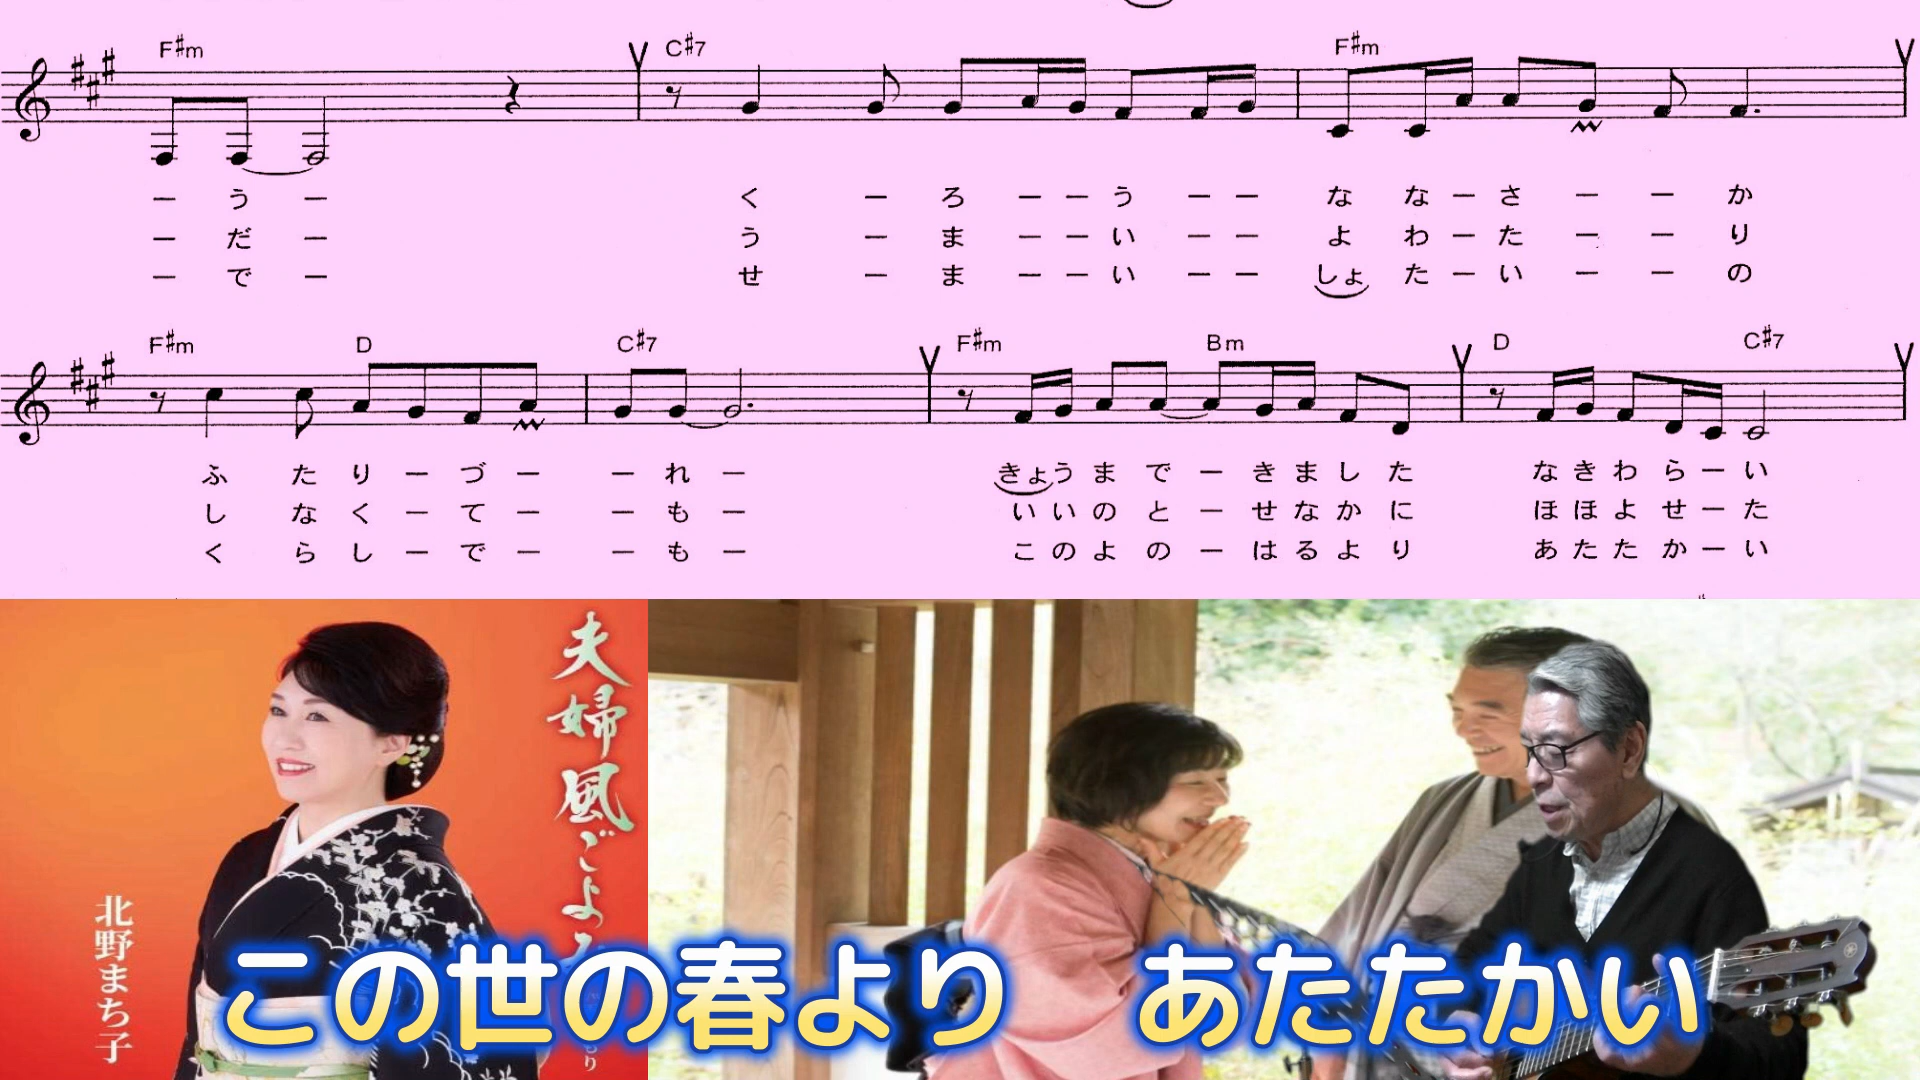 F#m C#7 F#m
ー う ー く ー ろ ー ー う ー ー な な ー さ ー ー か
ー だ ー う ー ま ー ー い ー ー よ わ ー た ー ー り
ー で ー せ ー ま ー ー い ー ー しょ た ー い ー ー の
F#m D C#7 F#m Bm D C#7
ふ た り ー づ ー ー れ ー きょ う ま で ー き ま し た な き わ ら ー い
し な く ー て ー ー も ー い い の と ー せ な か に ほ ほ よ せ ー た
く ら し ー で ー ー も ー こ の よ の ー は る よ り あ た た か ー い
夫婦風ごよみ
北野まち子
この世の春より あたたかい